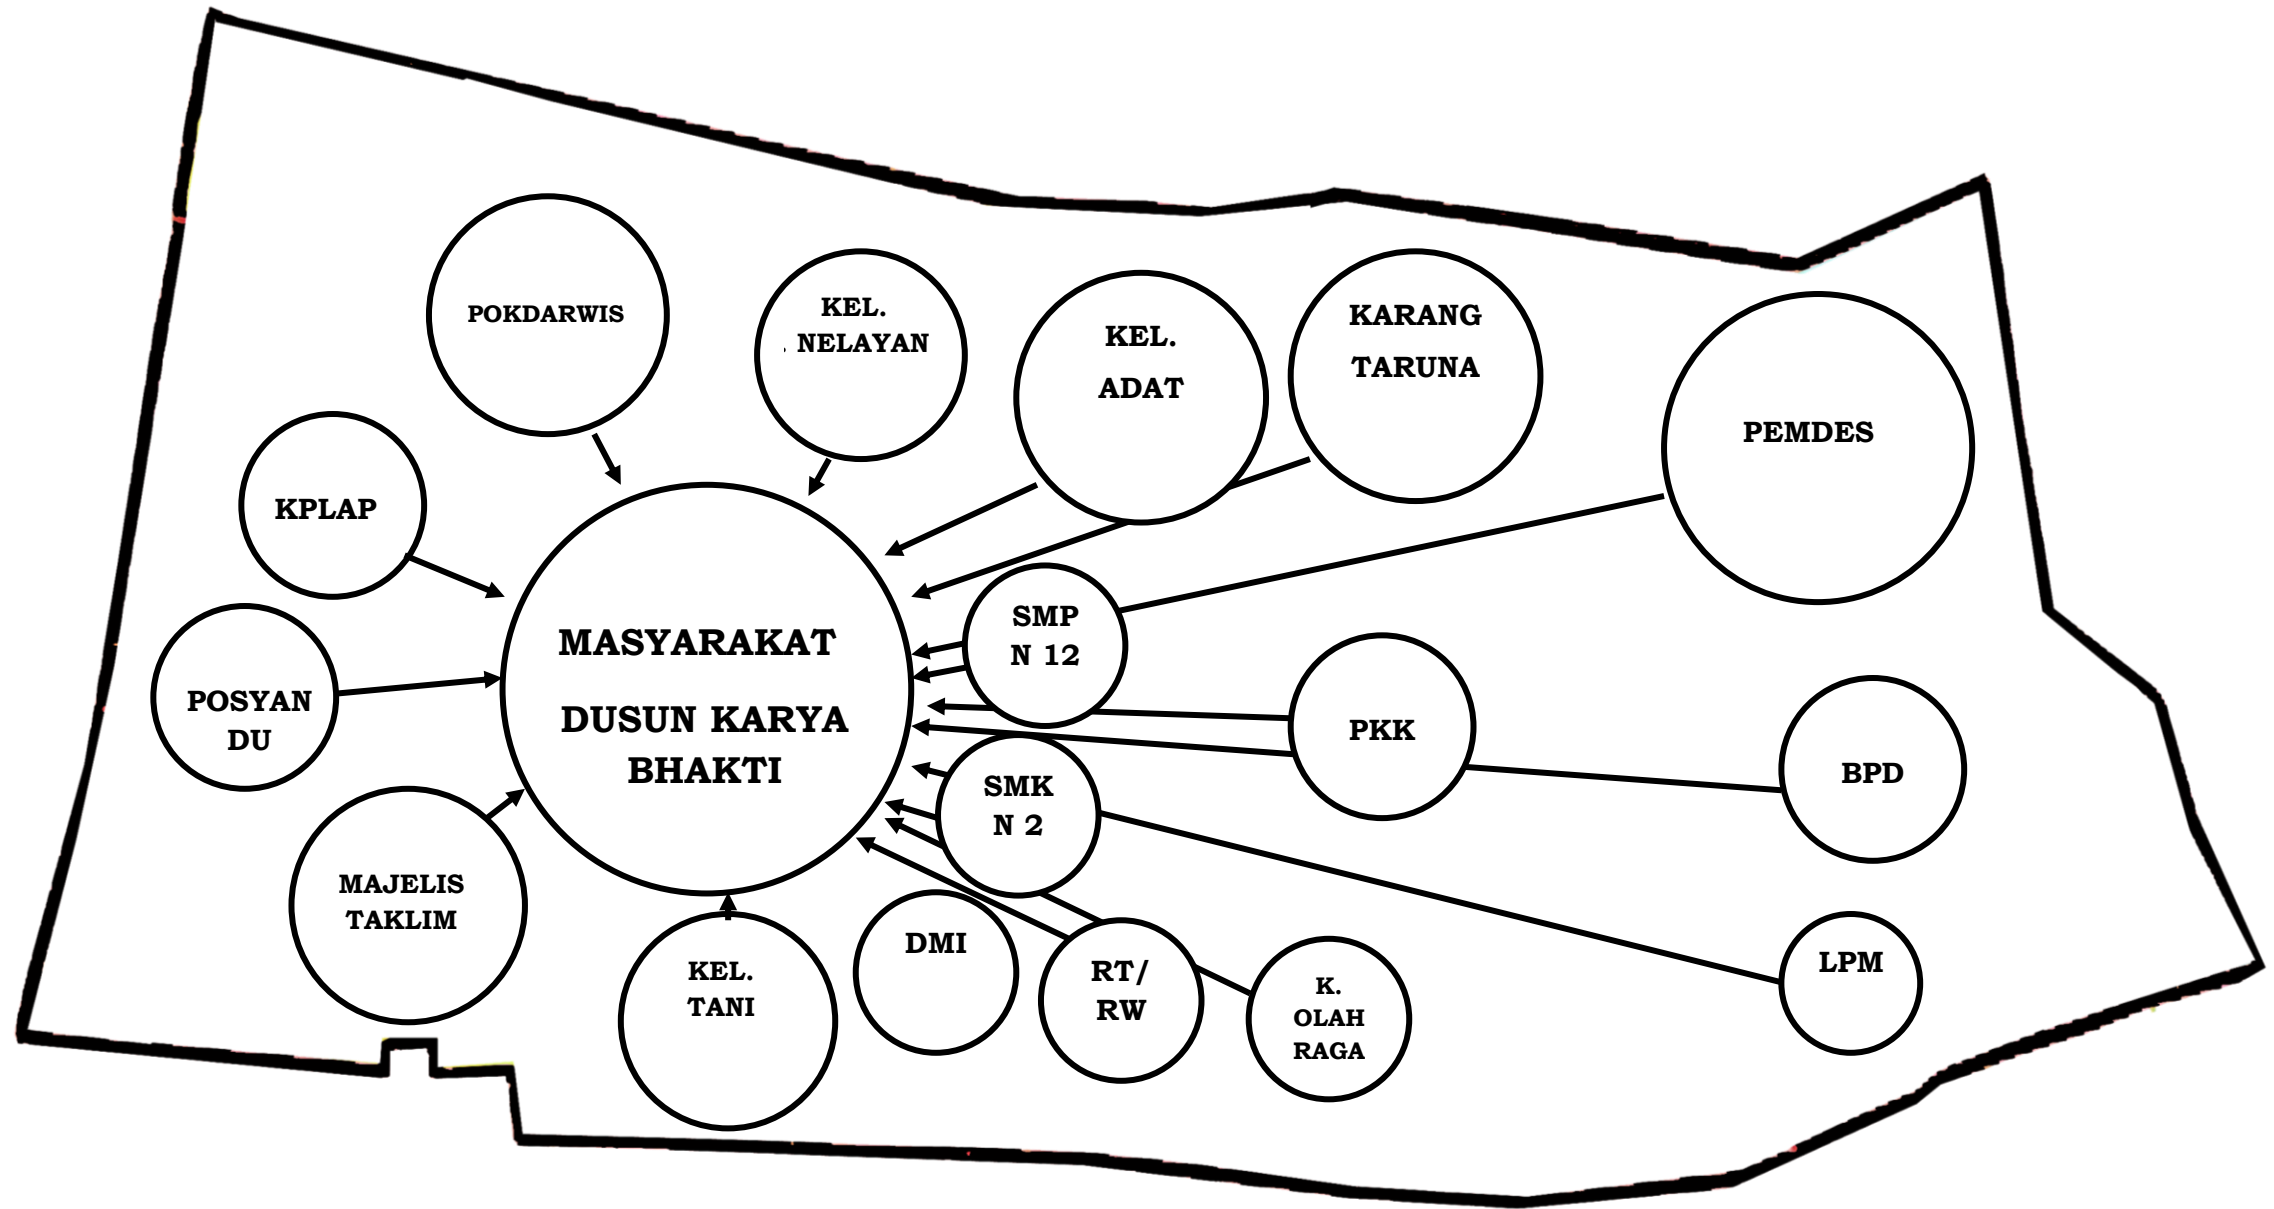 POKDARWIS
KEL.
. NELAYAN
KEL.
ADAT
KARANG
TARUNA
PEMDES
KPLAP
SMP
N 12
MASYARAKAT
DUSUN KARYA
BHAKTI
POSYAN
DU
PKK
BPD
SMK
N 2
MAJELIS
TAKLIM
DMI
KEL.
TANI
RT/
RW
K.
OLAH
RAGA
LPM